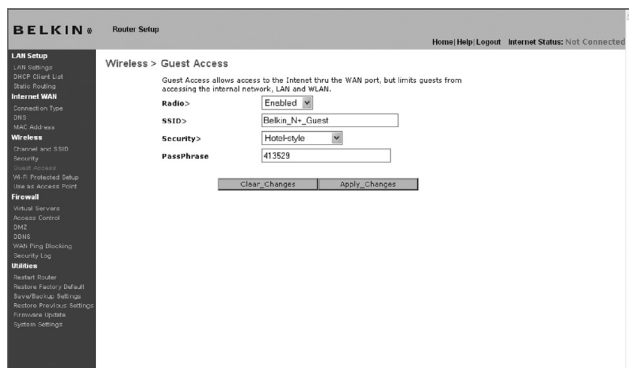 BELKIN
Router Setup
Home|Help|Logout Internet Status: Not Connected
LAN Setup
LAN Settings
DHCP Client List
Static Routing
Internet WAN
Connection Type
DNS
MAC Address
Wireless
Channel and SSID
Security
Guest Access
Wi-Fi Protected Setup
Use as Access Point
Firewall
Virtual Servers
Access Control
DMZ
DDNS
WAN Ping Blocking
Security Log
Utilities
Restart Router
Restore Factory Default
Save/Backup Settings
Restore Previous Settings
Firmware Update
System Settings
Wireless > Guest Access
Guest Access allows access to the Intenet thru the WAN port, but limits guests from
accessing the internal network, LAN and WLAN.
Radio> Enabled
SSID> Belkin_N+_Guest
Security> Hotel-style
PassPhrase 413529
Clear_Changes Apply_Changes